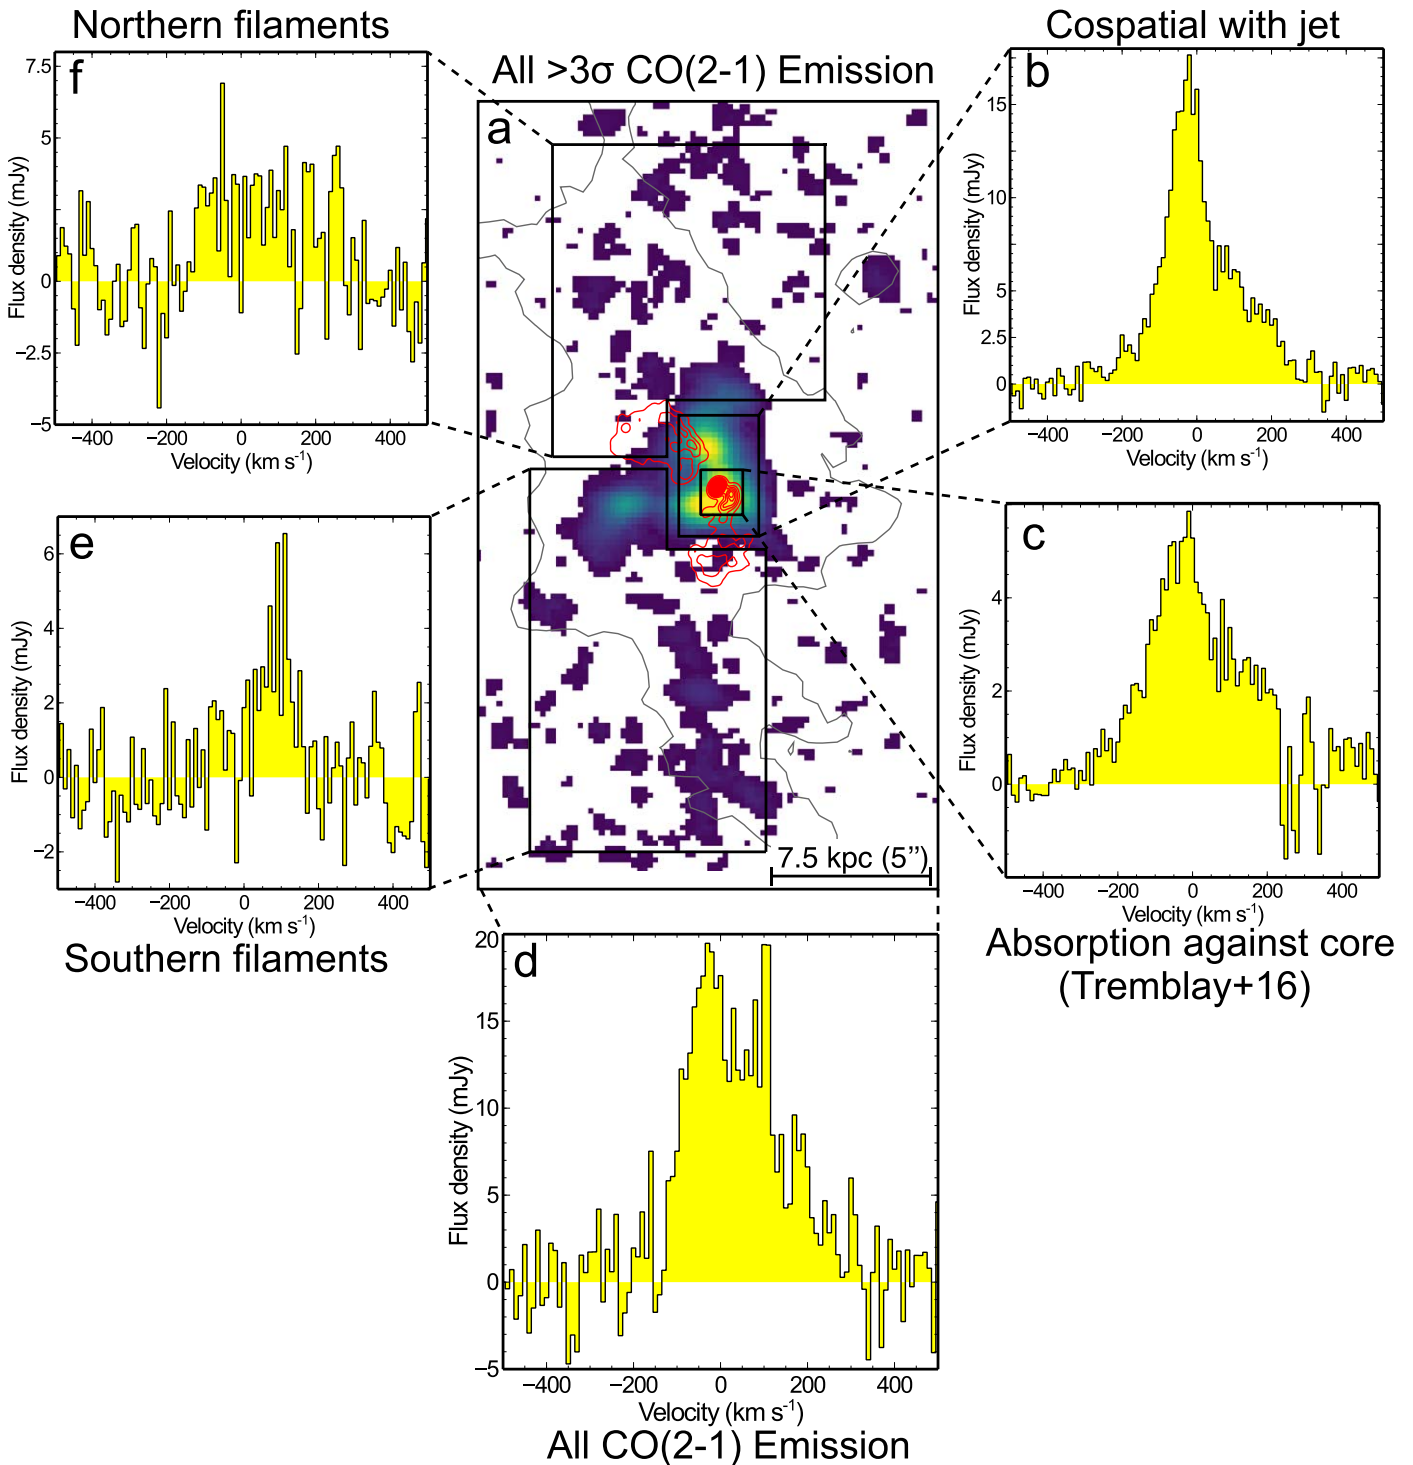 Northern filaments
Cospatial with jet
All >3σ CO(2-1) Emission
f
7.5
5
2.5
0
−2.5
−5
Flux density (mJy)
−400 −200 0 200 400
Velocity (km s-1)
a
7.5 kpc (5’’)
b
15
10
5
2.5
0
Flux density (mJy)
−400 −200 0 200 400
Velocity (km s-1)
e
6
4
2
0
−2
Flux density (mJy)
−400 −200 0 200 400
Velocity (km s-1)
Southern filaments
c
4
2
0
Flux density (mJy)
−400 −200 0 200 400
Velocity (km s-1)
Absorption against core
(Tremblay+16)
d
20
15
10
5
0
−5
Flux density (mJy)
−400 −200 0 200 400
Velocity (km s-1)
All CO(2-1) Emission